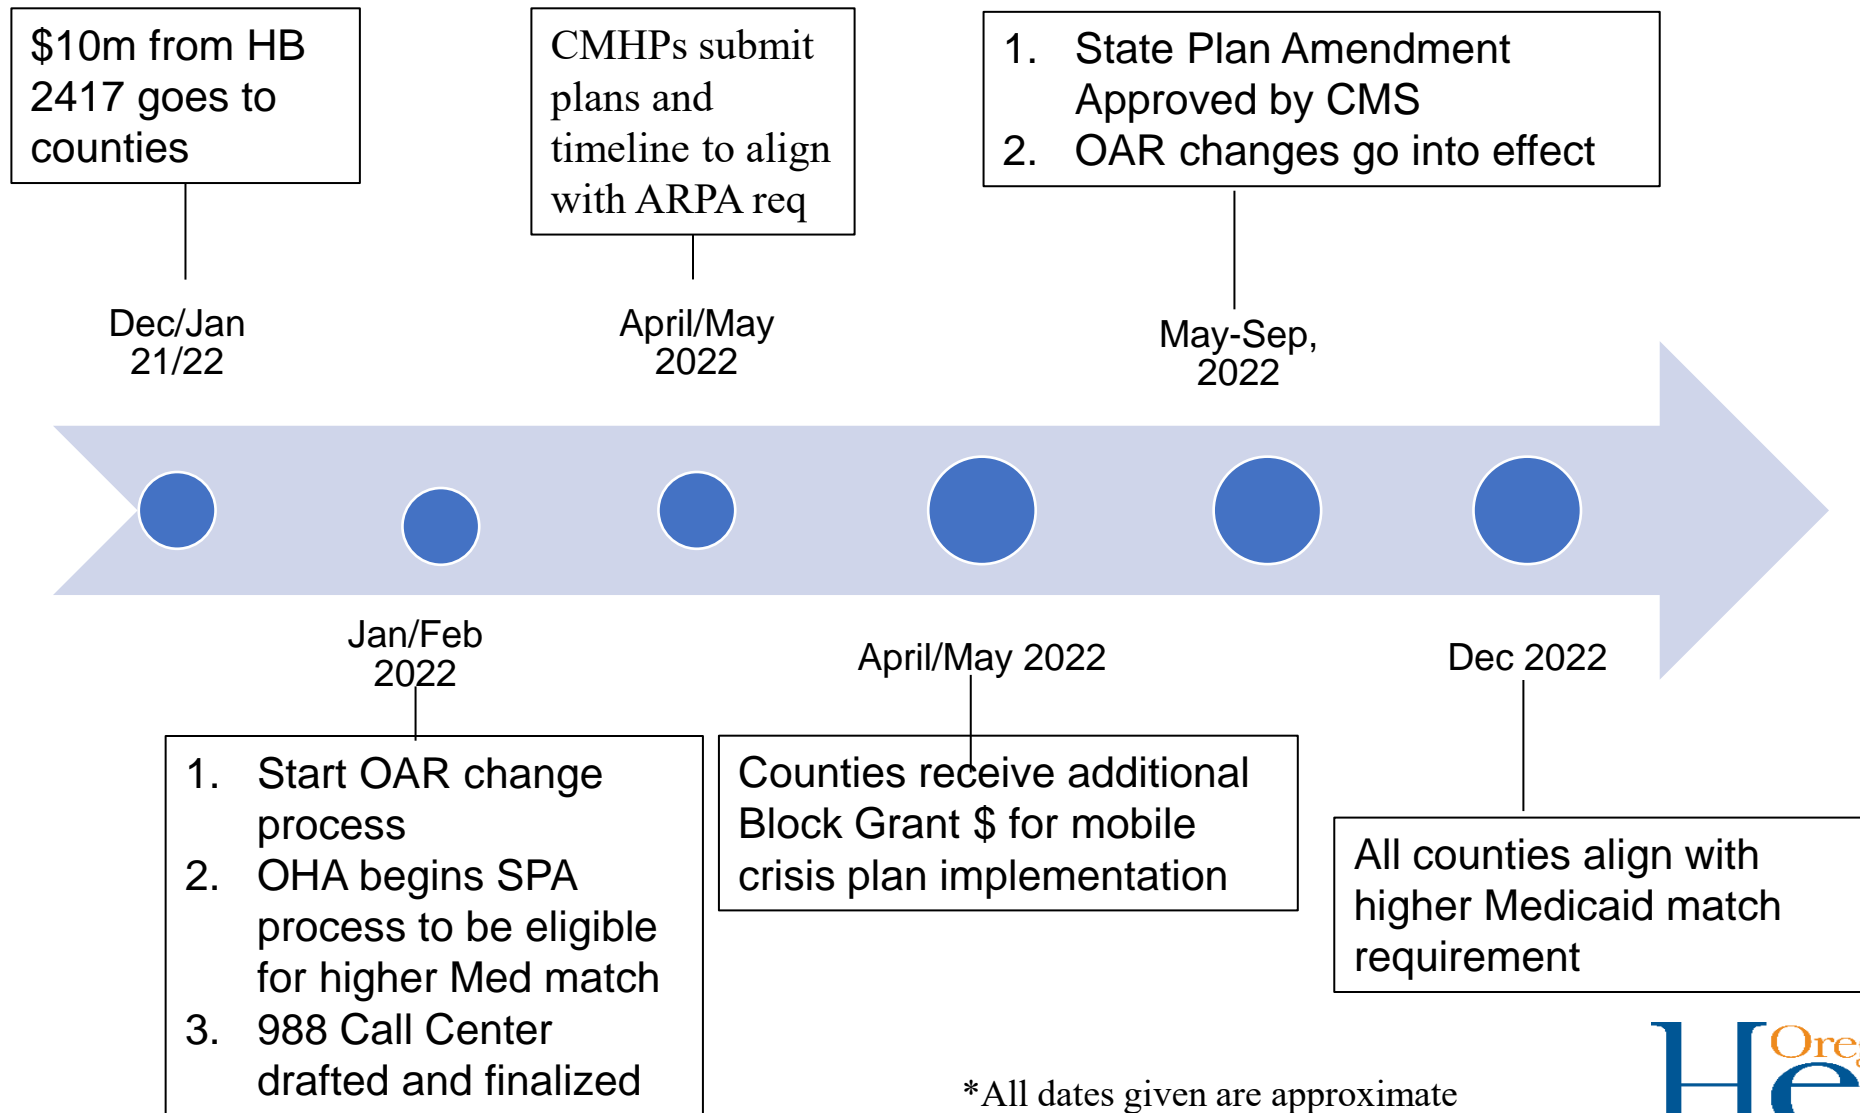 $10m from HB
2417 goes to
counties
CMHPs submit
plans and
timeline to align
with ARPA req
1. State Plan Amendment
Approved by CMS
2. OAR changes go into effect
Dec/Jan
21/22
April/May
2022
May-Sep,
2022
Jan/Feb
2022
April/May 2022
Dec 2022
1. Start OAR change
process
2. OHA begins SPA
process to be eligible
for higher Med match
3. 988 Call Center
drafted and finalized
Counties receive additional
Block Grant $ for mobile
crisis plan implementation
All counties align with
higher Medicaid match
requirement
*All dates given are approximate